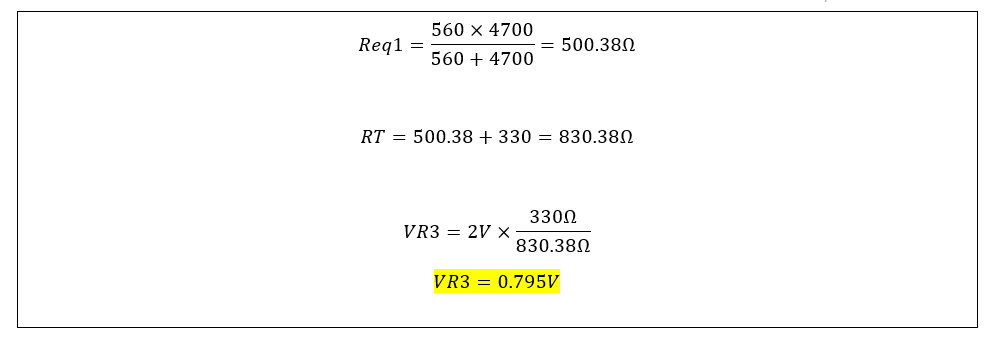 Req1 = (560 × 4700)/(560 + 4700) = 500.38Ω
RT = 500.38 + 330 = 830.38Ω
VR3 = 2V × 330Ω/830.38Ω
VR3 = 0.795V